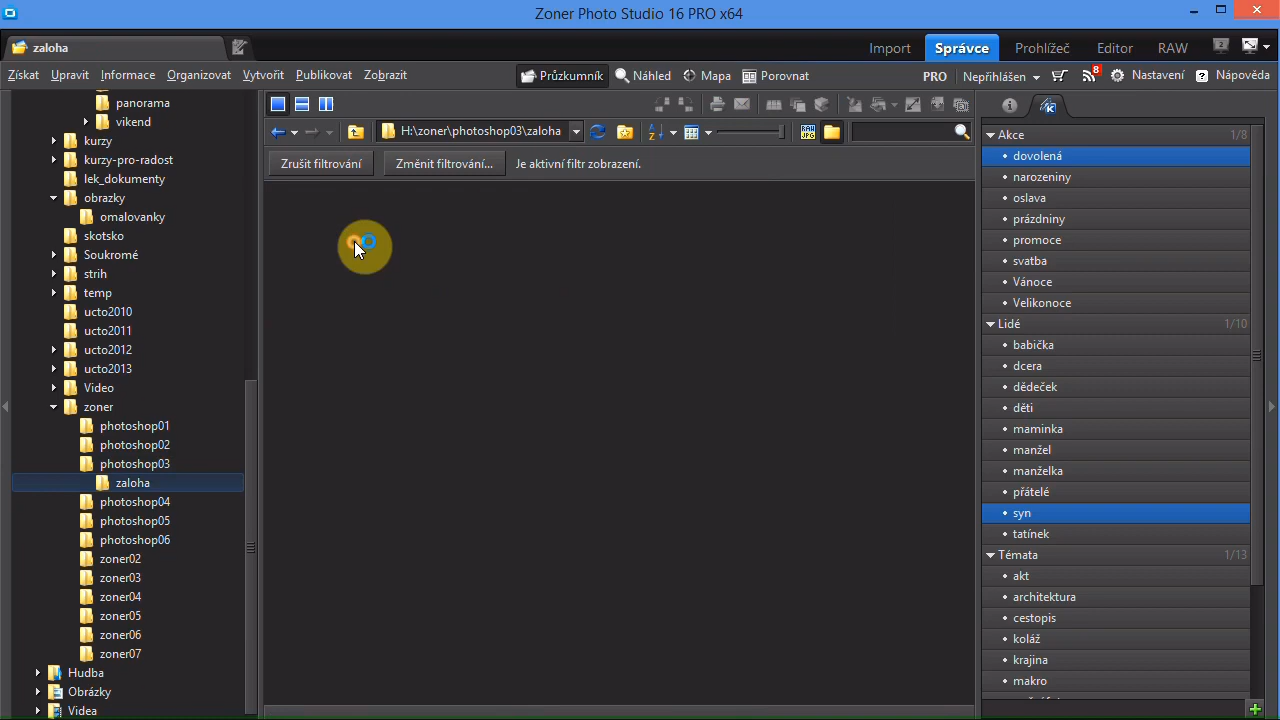 Zoner Photo Studio 16 PRO x64
zaloha
Import
Správce
Prohlížeč
Editor
RAW
2
Získat
Upravit
Informace
Organizovat
Vytvořit
Publikovat
Zobrazit
Průzkumník
Náhled
Mapa
Porovnat
PRO
Nepřihlášen
8
Nastavení
Nápověda
panorama
vikend
kurzy
kurzy-pro-radost
lek_dokumenty
obrazky
omalovanky
skotsko
Soukromé
strih
temp
ucto2010
ucto2011
ucto2012
ucto2013
Video
zoner
photoshop01
photoshop02
photoshop03
zaloha
photoshop04
photoshop05
photoshop06
zoner02
zoner03
zoner04
zoner05
zoner06
zoner07
Hudba
Obrázky
Videa
H:\zoner\photoshop03\zaloha
RAW
JPG
Zrušit filtrování
Změnit filtrování...
Je aktivní filtr zobrazení.
Akce 1/8
dovolená
narozeniny
oslava
prázdniny
promoce
svatba
Vánoce
Velikonoce
Lidé 1/10
babička
dcera
dědeček
děti
maminka
manžel
manželka
přátelé
syn
tatínek
Témata 1/13
akt
architektura
cestopis
koláž
krajina
makro